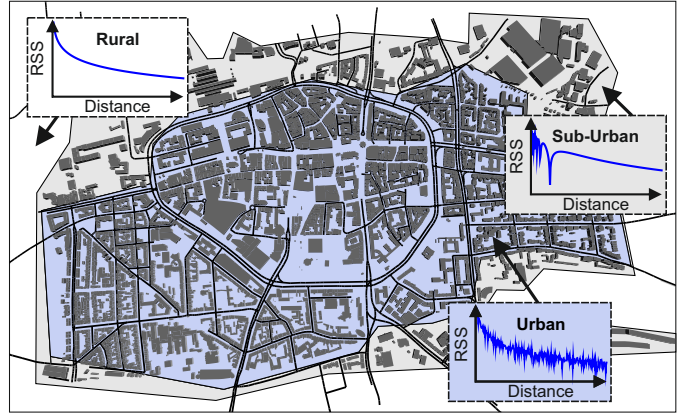 Rural
RSS
Distance
Sub-Urban
RSS
Distance
Urban
RSS
Distance